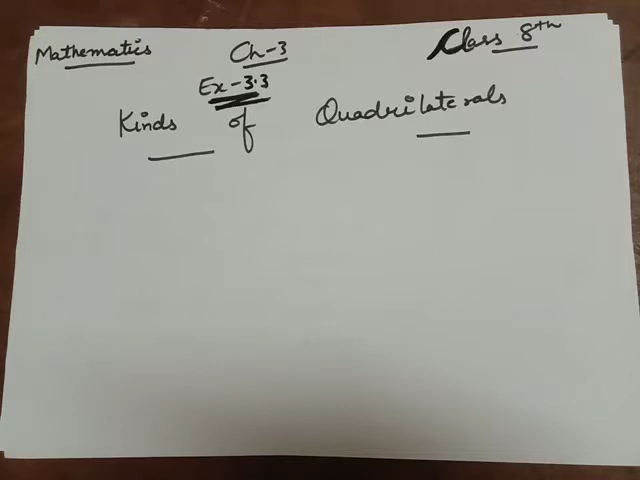 Mathematics Ch-3 Class 8th
Ex-3.3
Kinds of Quadrilaterals